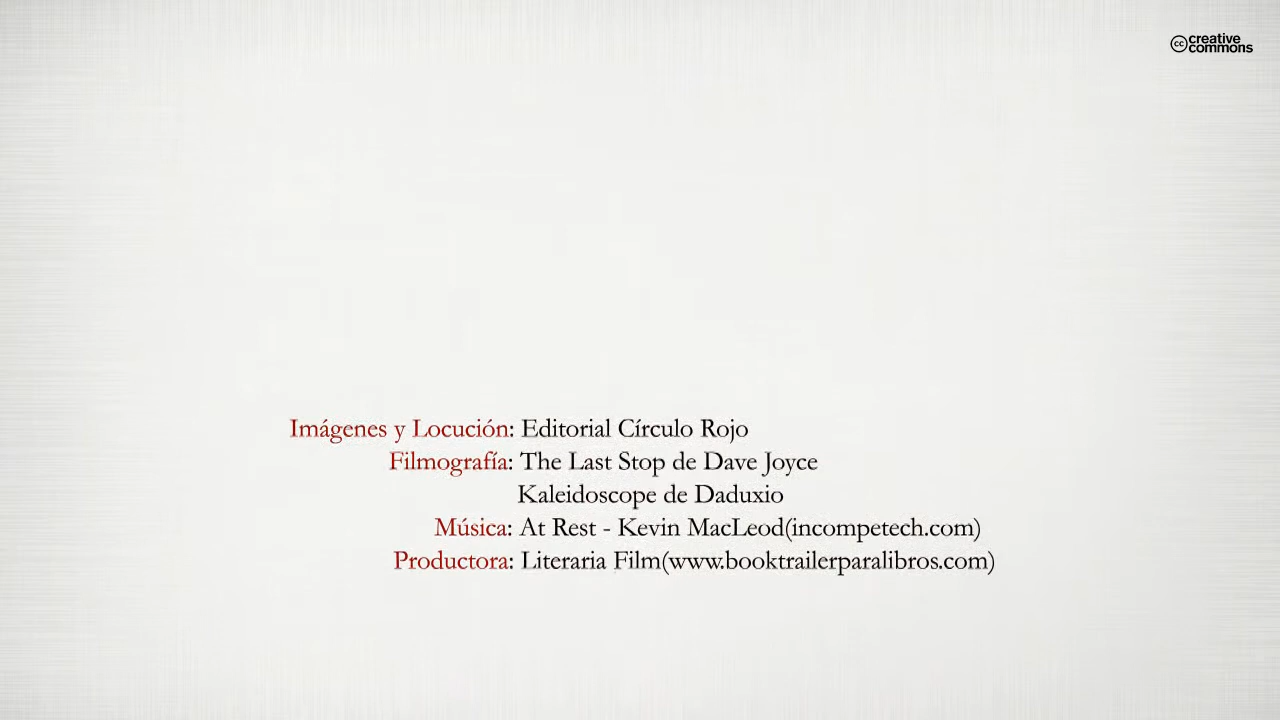 cc creative
commons
Imágenes y Locución: Editorial Círculo Rojo
Filmografía: The Last Stop de Dave Joyce
Kaleidoscope de Daduxio
Música: At Rest - Kevin MacLeod(incompetech.com)
Productora: Literaria Film(www.booktrailerparalibros.com)